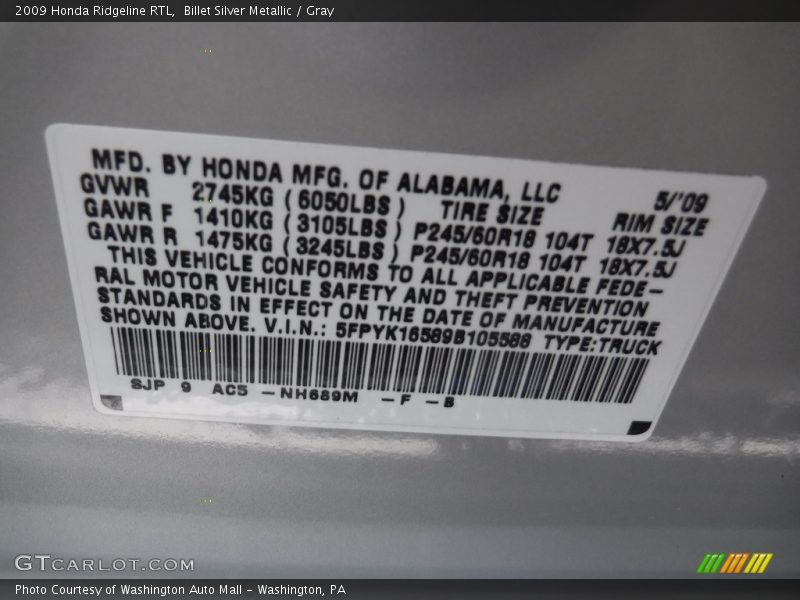 2009 Honda Ridgeline RTL,  Billet Silver Metallic / Gray
MFD. BY HONDA MFG. OF ALABAMA, LLC 5/'09
GVWR 2745KG ( 6050LBS ) TIRE SIZE RIM SIZE
GAWR F 1410KG ( 3105LBS ) P245/60R18 104T 18X7.5J
GAWR R 1475KG ( 3245LBS ) P245/60R18 104T 18X7.5J
THIS VEHICLE CONFORMS TO ALL APPLICABLE FEDE-
RAL MOTOR VEHICLE SAFETY AND THEFT PREVENTION
STANDARDS IN EFFECT ON THE DATE OF MANUFACTURE
SHOWN ABOVE. V.I.N.: 5FPYK16589B105588 TYPE:TRUCK
SJP 9 AC5 -NH689M -F -B
GTCARLOT.COM
Photo Courtesy of Washington Auto Mall - Washington, PA